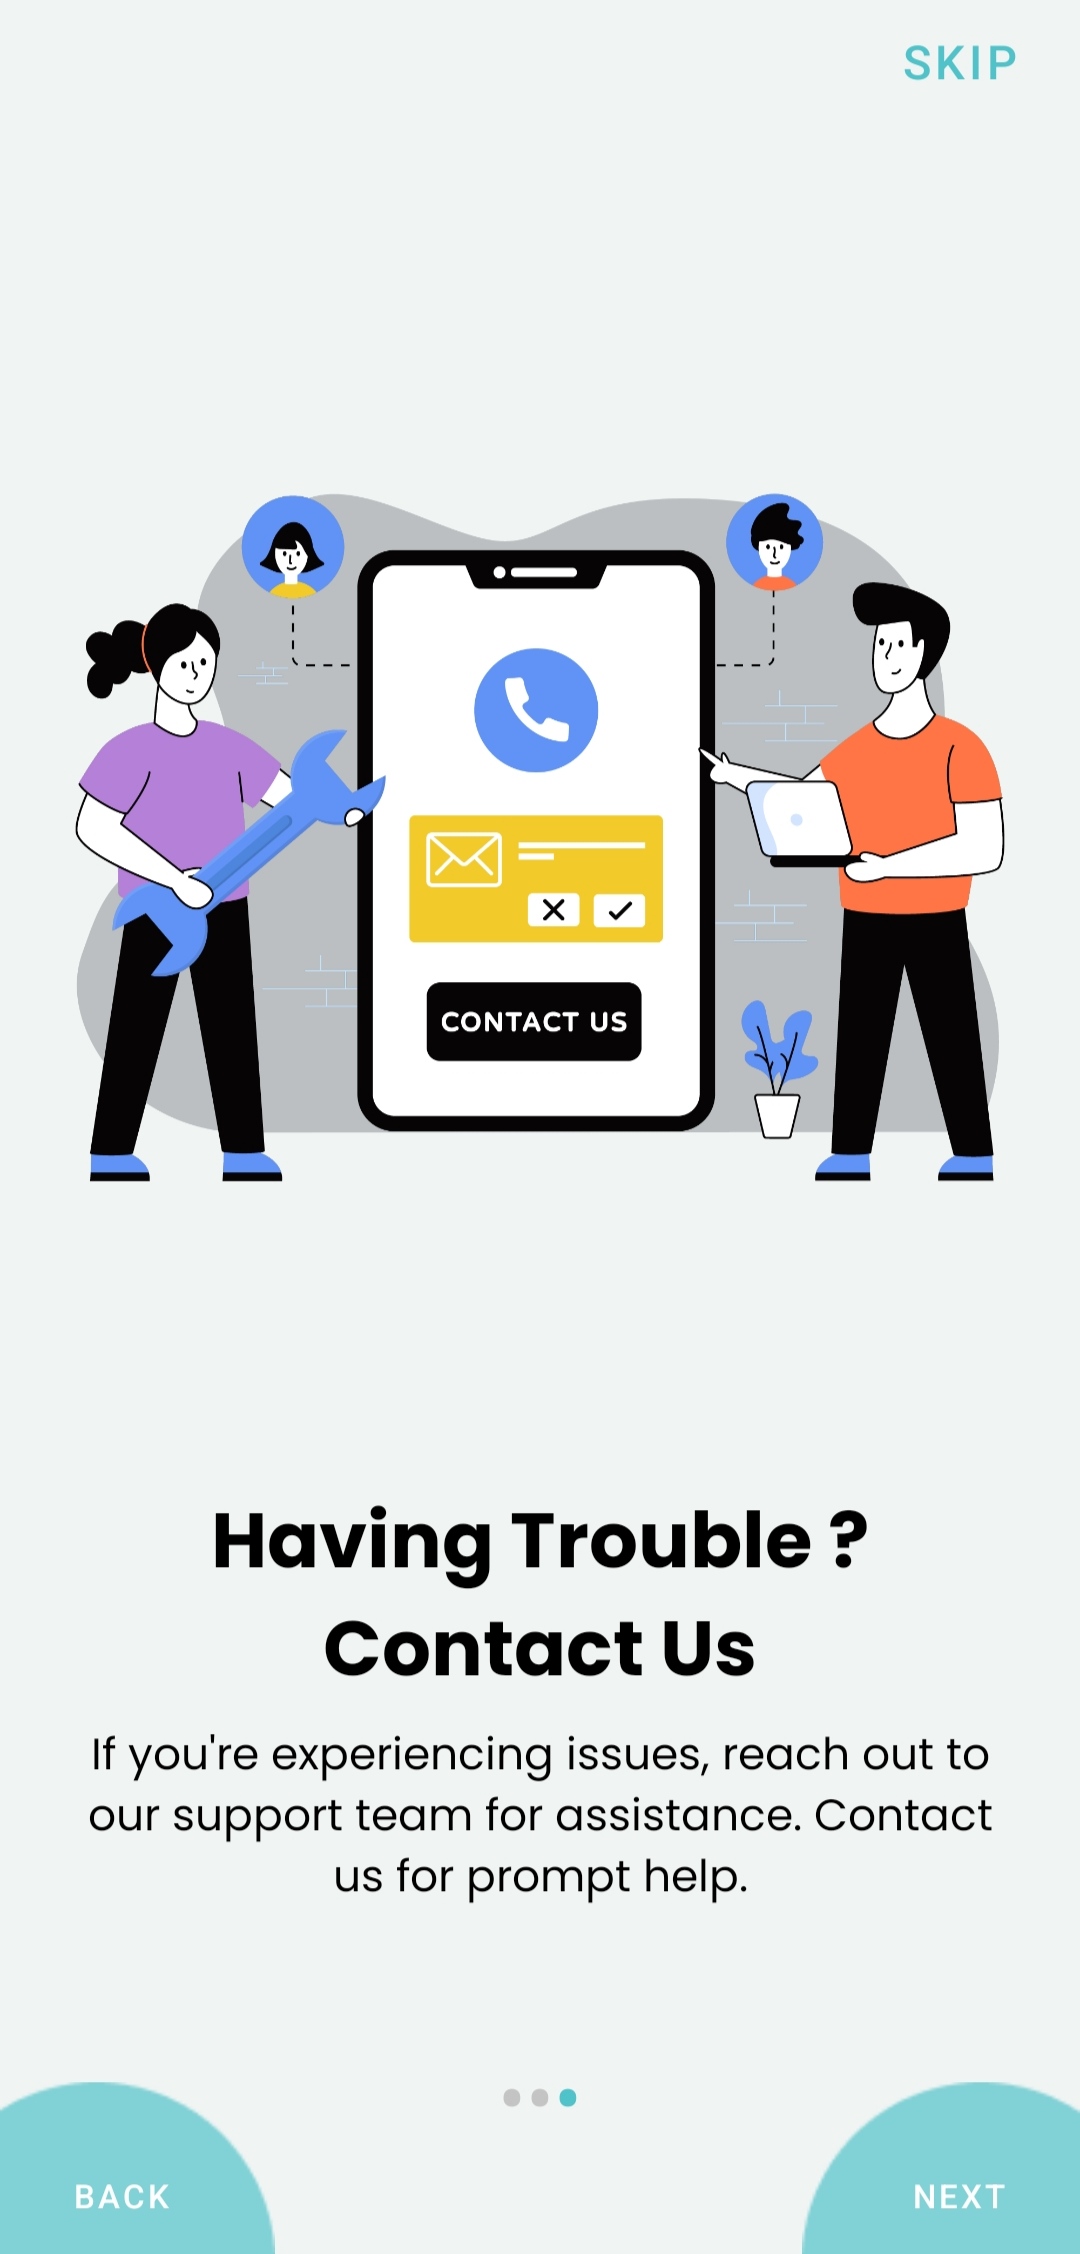 SKIP
CONTACT US
Having Trouble ?
Contact Us
If you're experiencing issues, reach out to
our support team for assistance. Contact
us for prompt help.
BACK
NEXT